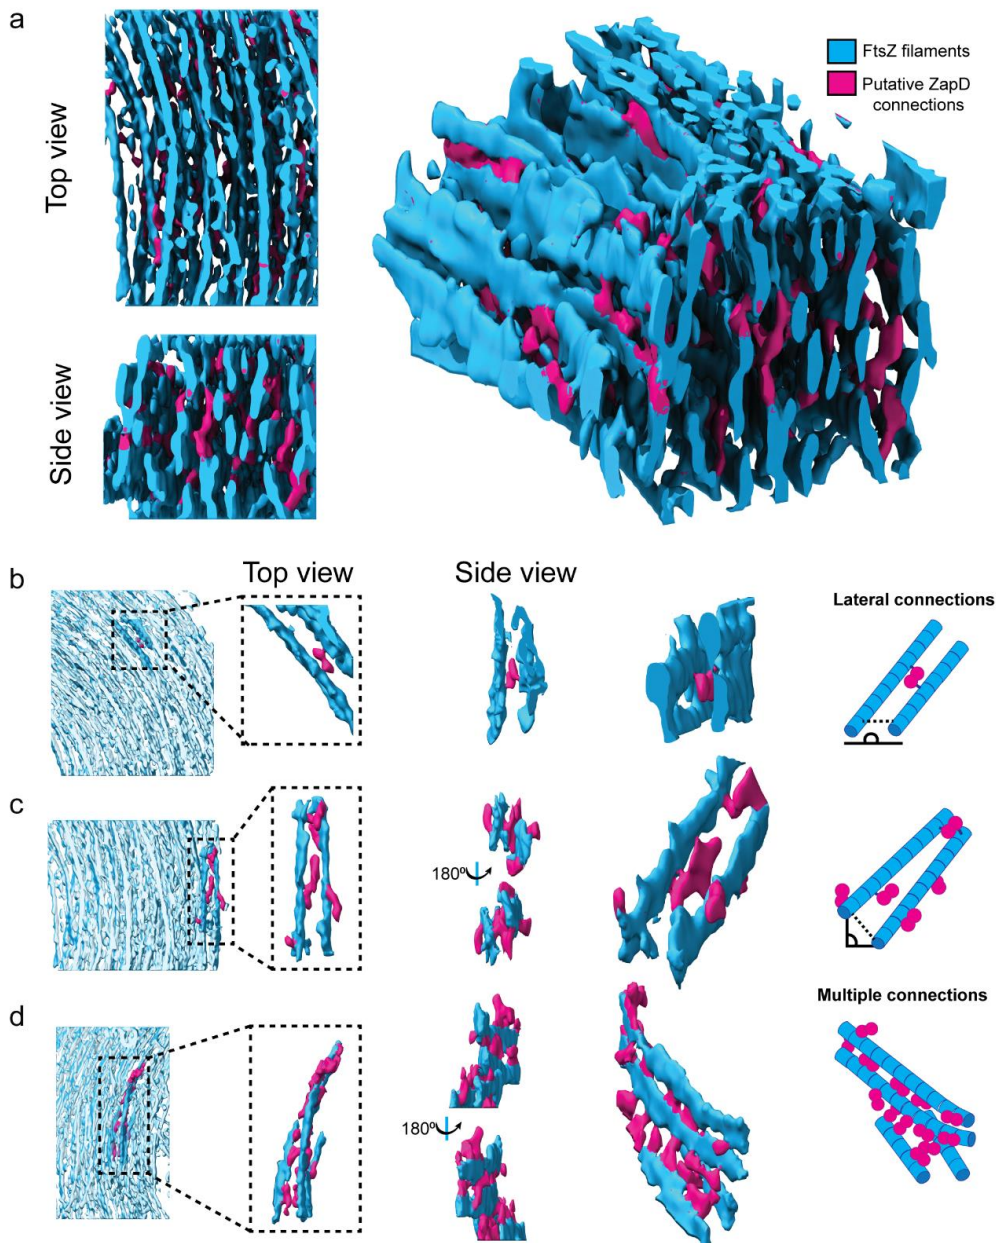 a
Top view
FtsZ filaments
Putative ZapD
connections
Side view
b
Top view
Side view
Lateral connections
c
180º
Multiple connections
d
180º